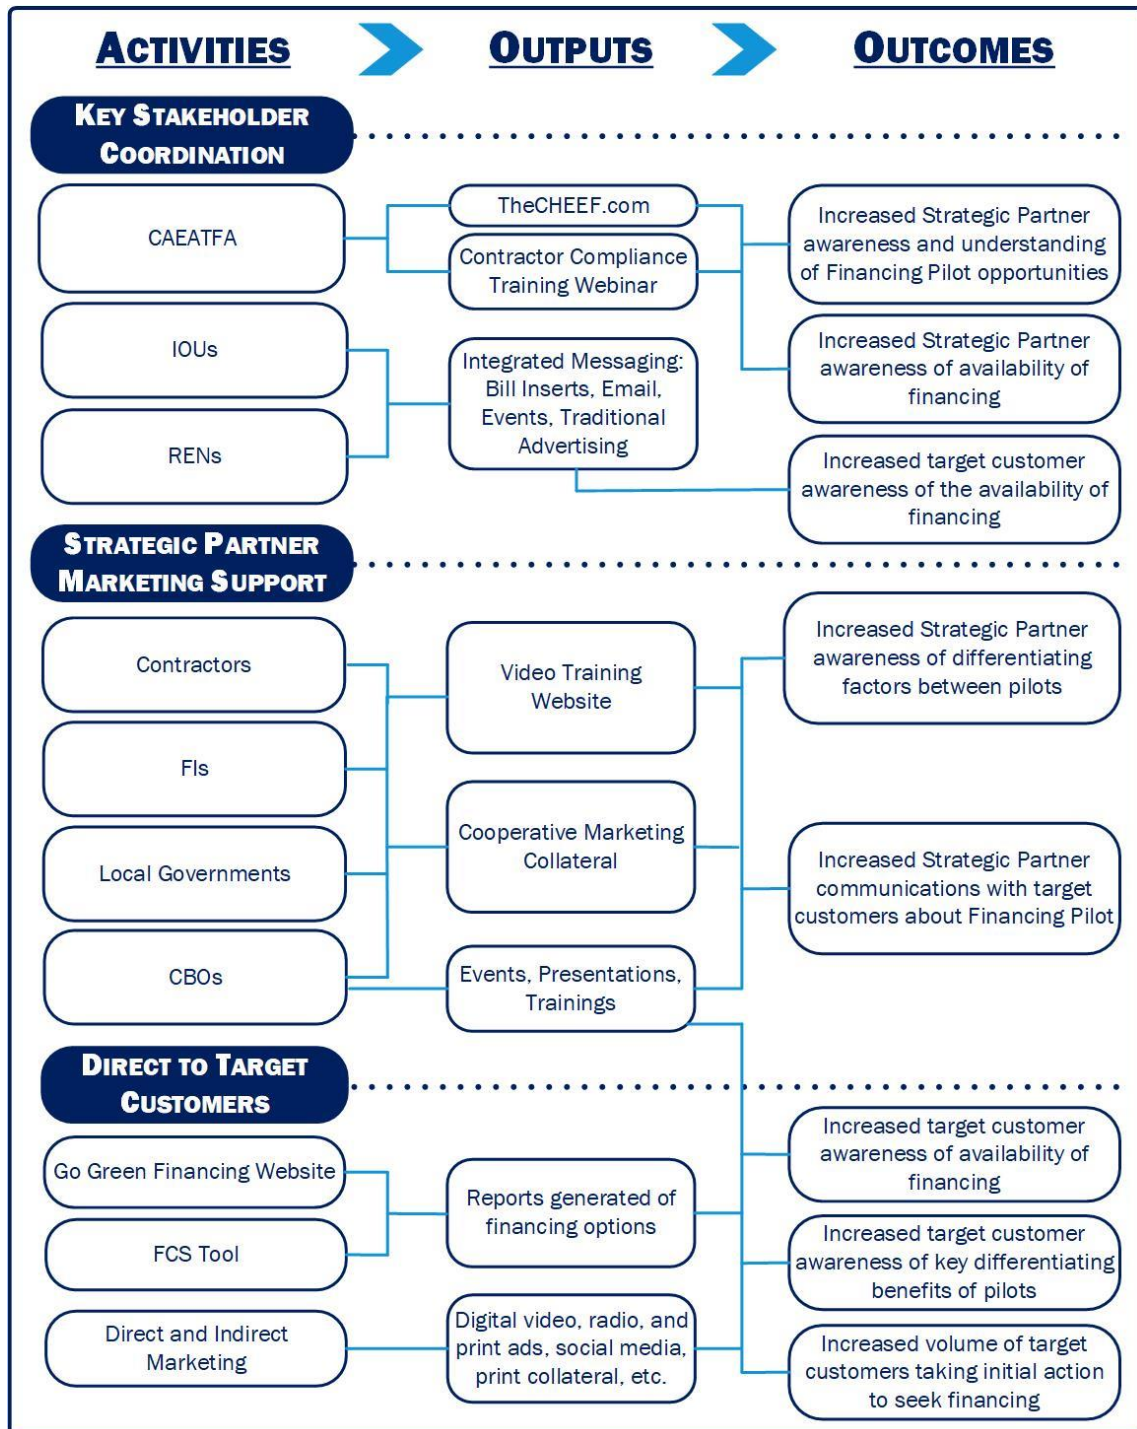 ACTIVITIES
OUTPUTS
OUTCOMES
KEY STAKEHOLDER
COORDINATION
CAEATFA
IOUs
RENs
TheCHEEF.com
Contractor Compliance
Training Webinar
Integrated Messaging:
Bill Inserts, Email,
Events, Traditional
Advertising
Increased Strategic Partner
awareness and understanding
of Financing Pilot opportunities
Increased Strategic Partner
awareness of availability of
financing
Increased target customer
awareness of the availability of
financing
STRATEGIC PARTNER
MARKETING SUPPORT
Contractors
FIs
Local Governments
CBOs
Video Training
Website
Cooperative Marketing
Collateral
Events, Presentations,
Trainings
Increased Strategic Partner
awareness of differentiating
factors between pilots
Increased Strategic Partner
communications with target
customers about Financing Pilot
DIRECT TO TARGET
CUSTOMERS
Go Green Financing Website
FCS Tool
Direct and Indirect
Marketing
Reports generated of
financing options
Digital video, radio, and
print ads, social media,
print collateral, etc.
Increased target customer
awareness of availability of
financing
Increased target customer
awareness of key differentiating
benefits of pilots
Increased volume of target
customers taking initial action
to seek financing